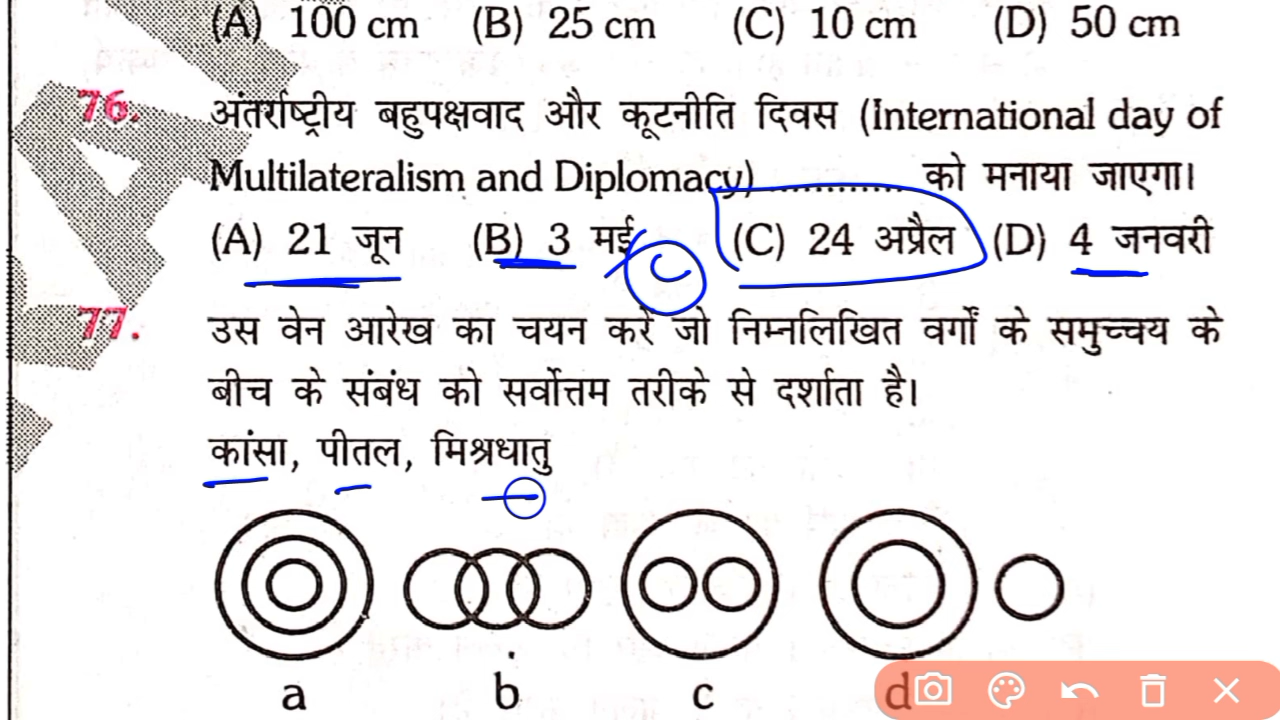 (A) 100 cm (B) 25 cm (C) 10 cm (D) 50 cm
76. अंतर्राष्ट्रीय बहुपक्षवाद और कूटनीति दिवस (International day of
Multilateralism and Diplomacy) .............. को मनाया जाएगा।
(A) 21 जून (B) 3 मई (C) 24 अप्रैल (D) 4 जनवरी
C
77. उस वेन आरेख का चयन करें जो निम्नलिखित वर्गों के समुच्चय के
बीच के संबंध को सर्वोत्तम तरीके से दर्शाता है।
कांसा, पीतल, मिश्रधातु
a b c d